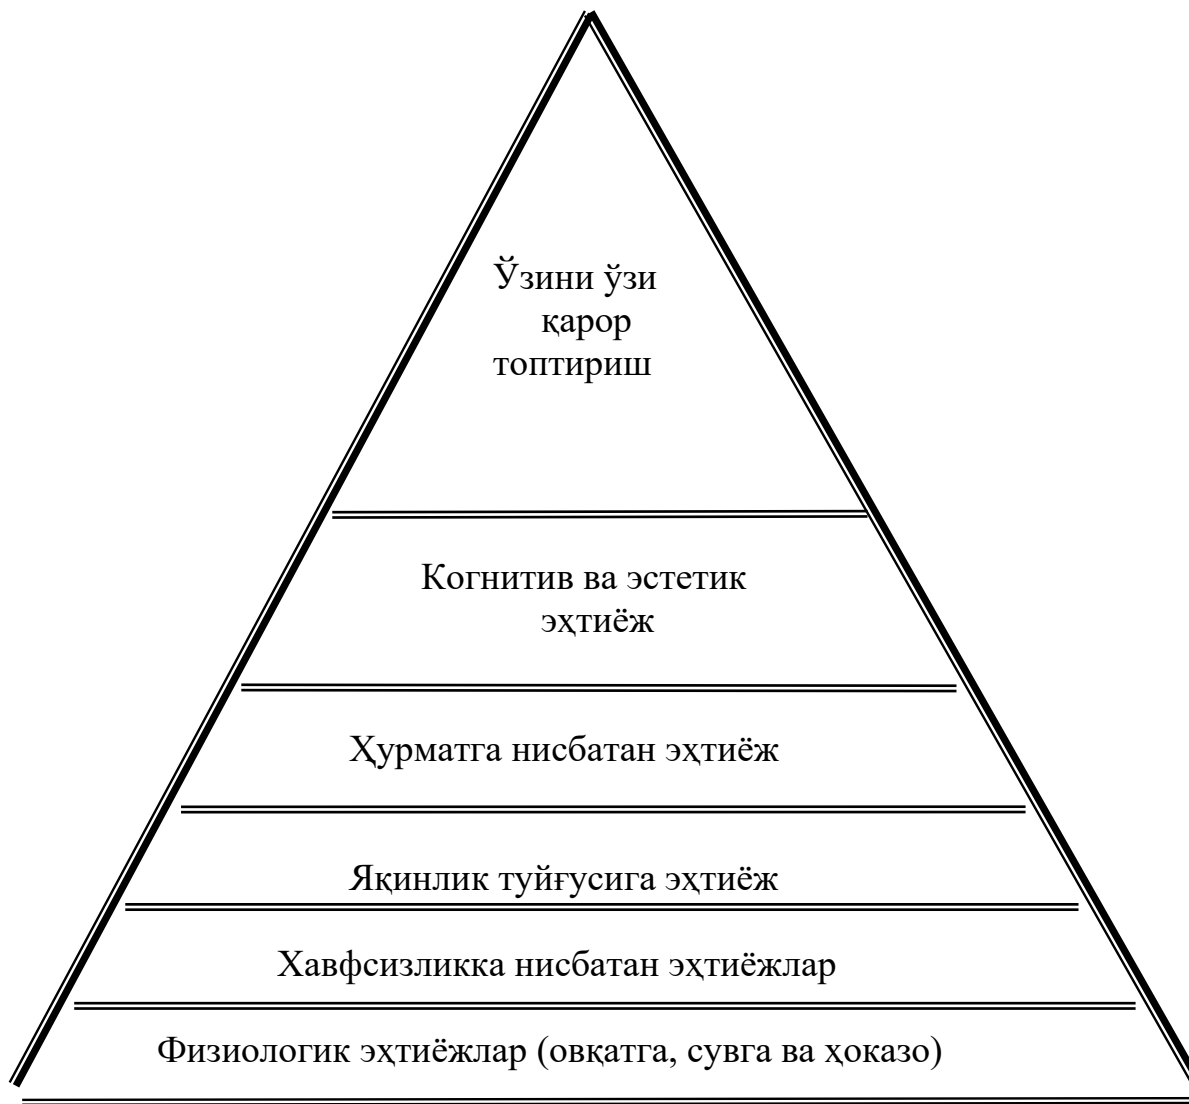 Ўзини ўзи
қарор
топтириш
Когнитив ва эстетик
эҳтиёж
Ҳурматга нисбатан эҳтиёж
Яқинлик туйғусига эҳтиёж
Хавфсизликка нисбатан эҳтиёжлар
Физиологик эҳтиёжлар (овқатга, сувга ва ҳоказо)